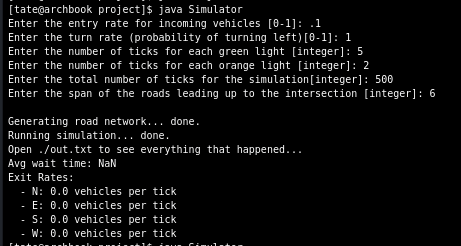 [tate@archbook project]$ java Simulator
Enter the entry rate for incoming vehicles [0-1]: .1
Enter the turn rate (probability of turning left)[0-1]: 1
Enter the number of ticks for each green light [integer]: 5
Enter the number of ticks for each orange light [integer]: 2
Enter the total number of ticks for the simulation[integer]: 500
Enter the span of the roads leading up to the intersection [integer]: 6
Generating road network... done.
Running simulation... done.
Open ./out.txt to see everything that happened...
Avg wait time: NaN
Exit Rates:
- N: 0.0 vehicles per tick
- E: 0.0 vehicles per tick
- S: 0.0 vehicles per tick
- W: 0.0 vehicles per tick
[tate@archbook project]$ java Simulator